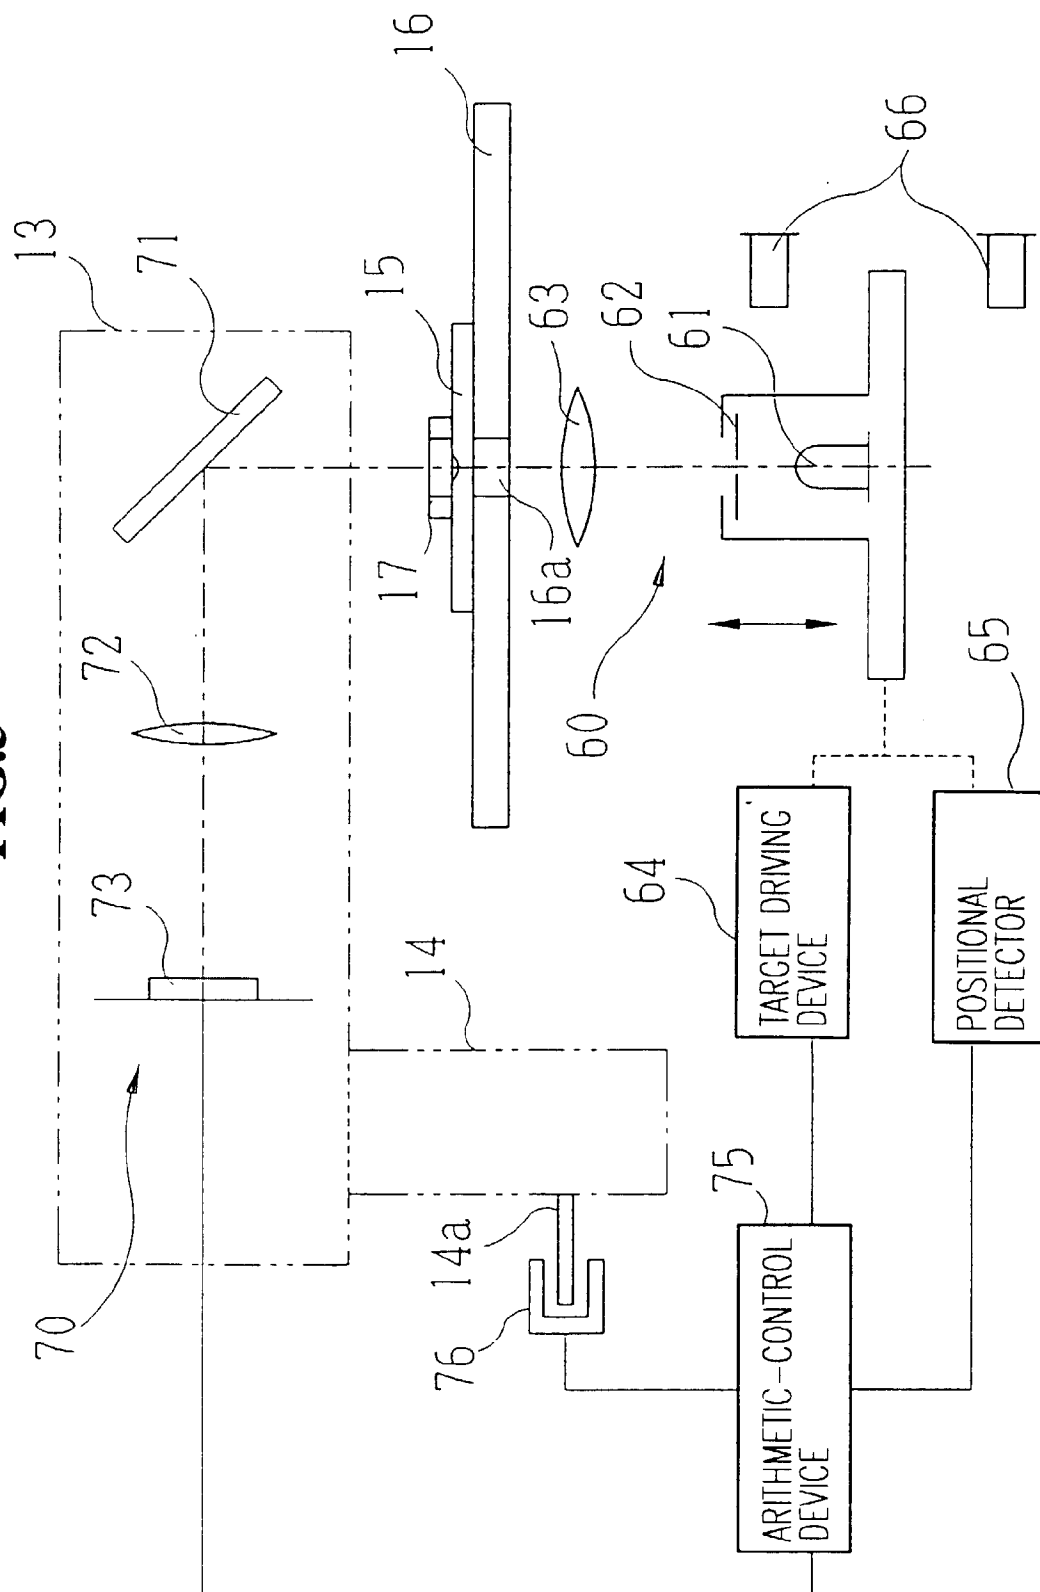 13
70
72
73
71
15
17
16
14
14a
76
63
16a
60
62
64
61
75
ARITHMETIC-CONTROL
DEVICE
TARGET DRIVING
DEVICE
66
POSITIONAL
DETECTOR
65